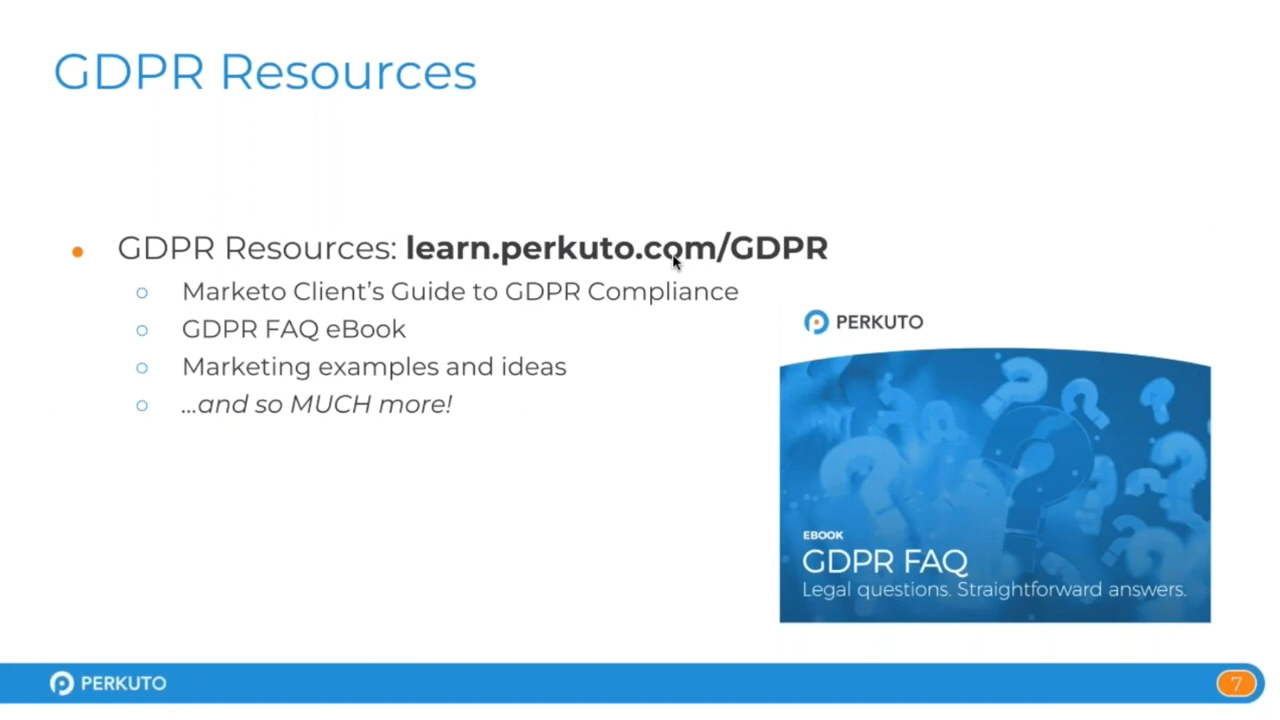 GDPR Resources
GDPR Resources: learn.perkuto.com/GDPR
Marketo Client’s Guide to GDPR Compliance
GDPR FAQ eBook
Marketing examples and ideas
...and so MUCH more!
PERKUTO
EBOOK
GDPR FAQ
Legal questions. Straightforward answers.
PERKUTO
7